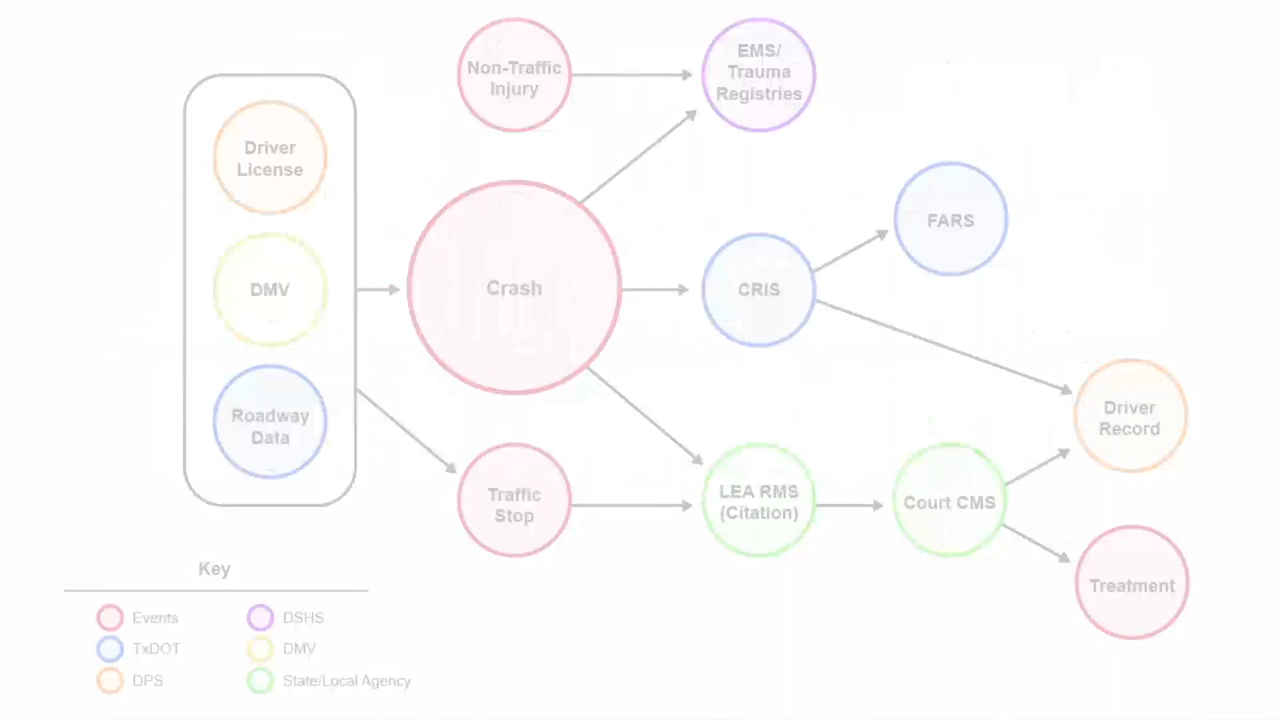 Non-Traffic
Injury
EMS/
Trauma
Registries
Driver
License
FARS
DMV
Crash
CRIS
Roadway
Data
Driver
Record
Traffic
Stop
LEA RMS
(Citation)
Court CMS
Treatment
Key
Events
DSHS
TxDOT
DMV
DPS
State/Local Agency